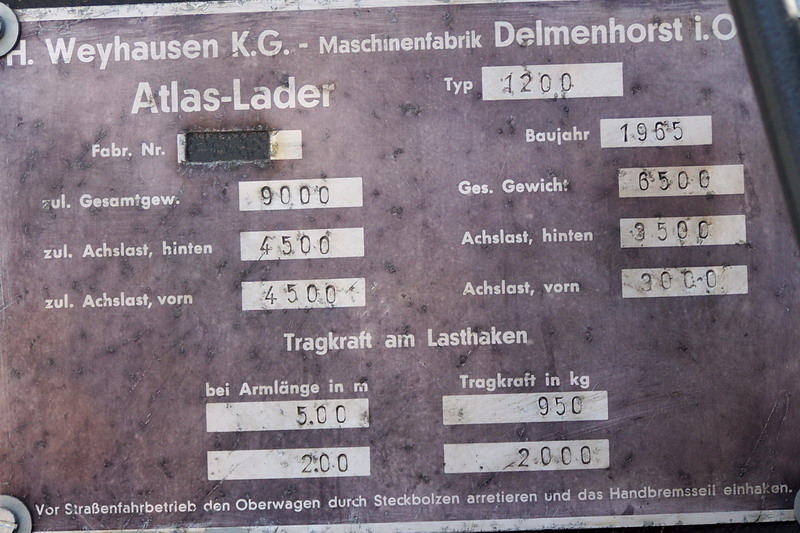 H. Weyhausen K.G. - Maschinenfabrik Delmenhorst i.O
Atlas-Lader
Typ 1200
Fabr. Nr.
Baujahr 1965
zul. Gesamtgew. 9000
Ges. Gewicht 6500
zul. Achslast, hinten 4500
Achslast, hinten 3500
zul. Achslast, vorn 4500
Achslast, vorn 3000
Tragkraft am Lasthaken
bei Armlänge in m
Tragkraft in kg
5.00
950
2.00
2.000
Vor Straßenfahrbetrieb den Oberwagen durch Steckbolzen arretieren und das Handbremsseil einhaken.